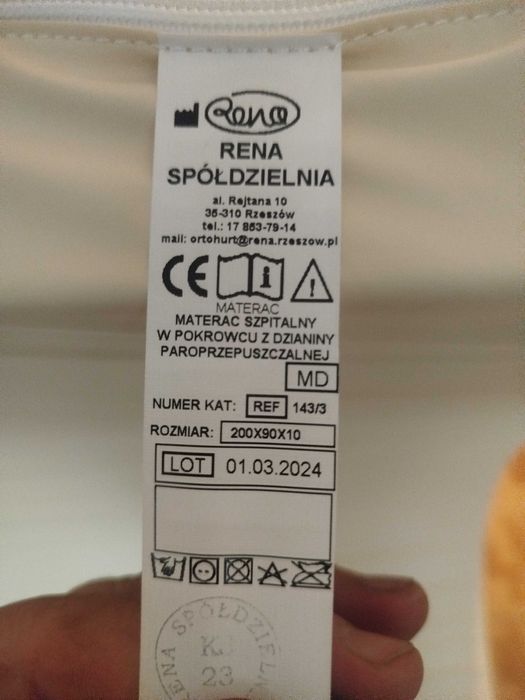 Rena
RENA
SPÓŁDZIELNIA
al. Rejtana 10
35-310 Rzeszów
tel.: 17 853-79-14
mail: ortohurt@rena.rzeszow.pl
CE
MATERAC
MATERAC SZPITALNY
W POKROWCU Z DZIANINY
PAROPRZEPUSZCZALNEJ
MD
NUMER KAT: REF 143/3
ROZMIAR: 200X90X10
LOT 01.03.2024
RENA SPÓŁDZIELN
23